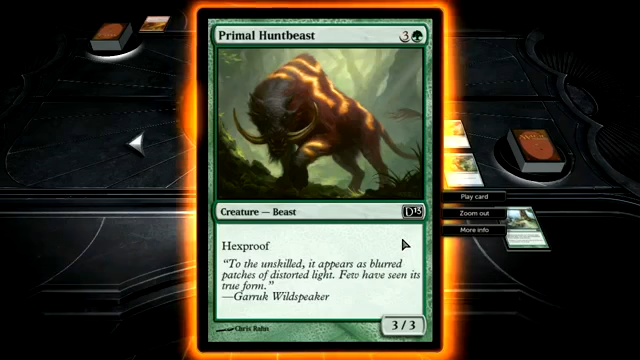 Primal Huntbeast 3
Creature — Beast D13
Hexproof
“To the unskilled, it appears as blurred
patches of distorted light. Few have seen its
true form.”
—Garruk Wildspeaker
3 / 3
Chris Rahn
Play card
Zoom out
More info